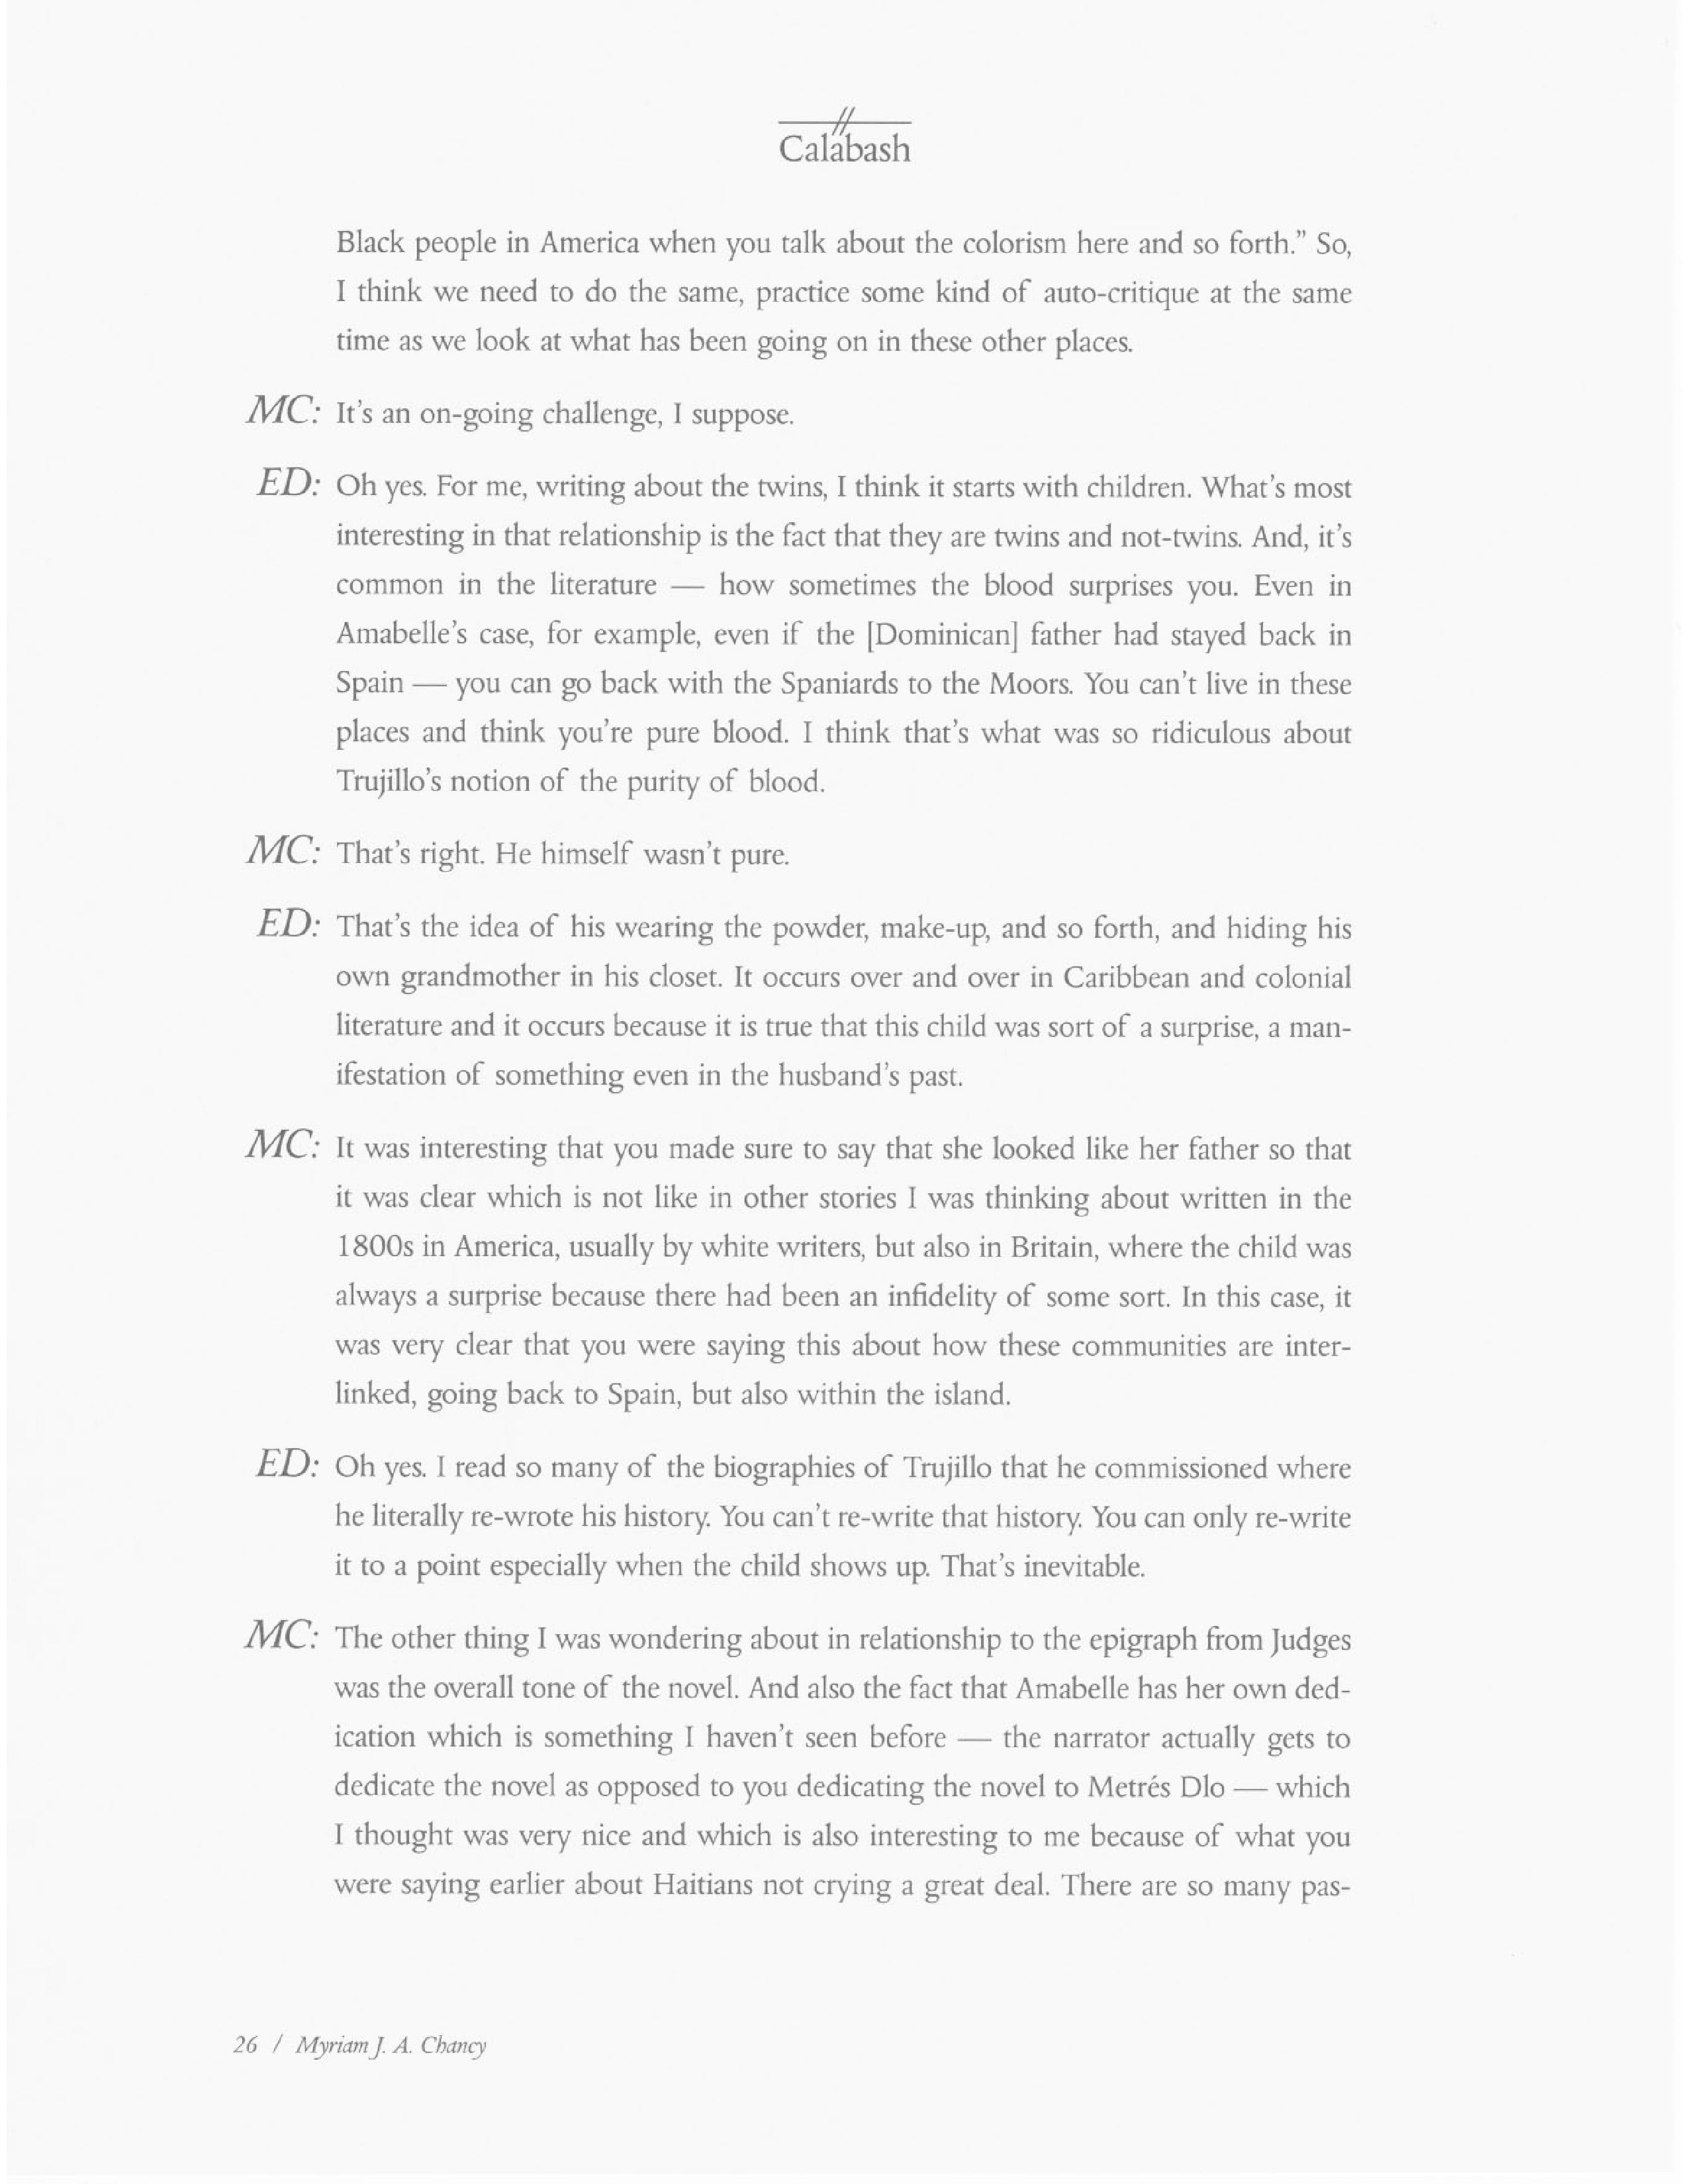 Calabash
Black people in America when you talk about the colorism here and so forth.” So,
I think we need to do the same, practice some kind of auto-critique at the same
time as we look at what has been going on in these other places.
MC: It’s an on-going challenge, I suppose.
ED: Oh yes. For me, writing about the twins, I think it starts with children. What’s most
interesting in that relationship is the fact that they are twins and not-twins. And, it’s
common in the literature — how sometimes the blood surprises you. Even in
Amabelle’s case, for example, even if the [Dominican] father had stayed back in
Spain — you can go back with the Spaniards to the Moors. You can’t live in these
places and think you’re pure blood. I think that’s what was so ridiculous about
Trujillo’s notion of the purity of blood.
MC: That’s right. He himself wasn’t pure.
ED: That’s the idea of his wearing the powder, make-up, and so forth, and hiding his
own grandmother in his closet. It occurs over and over in Caribbean and colonial
literature and it occurs because it is true that this child was sort of a surprise, a man-
ifestation of something even in the husband’s past.
MC: It was interesting that you made sure to say that she looked like her father so that
it was clear which is not like in other stories I was thinking about written in the
1800s in America, usually by white writers, but also in Britain, where the child was
always a surprise because there had been an infidelity of some sort. In this case, it
was very clear that you were saying this about how these communities are inter-
linked, going back to Spain, but also within the island.
ED: Oh yes. I read so many of the biographies of Trujillo that he commissioned where
he literally re-wrote his history. You can’t re-write that history. You can only re-write
it to a point especially when the child shows up. That’s inevitable.
MC: The other thing I was wondering about in relationship to the epigraph from Judges
was the overall tone of the novel. And also the fact that Amabelle has her own ded-
ication which is something I haven’t seen before — the narrator actually gets to
dedicate the novel as opposed to you dedicating the novel to Metrés Dlo — which
I thought was very nice and which is also interesting to me because of what you
were saying earlier about Haitians not crying a great deal. There are so many pas-
26 / Myriam J. A. Chancy